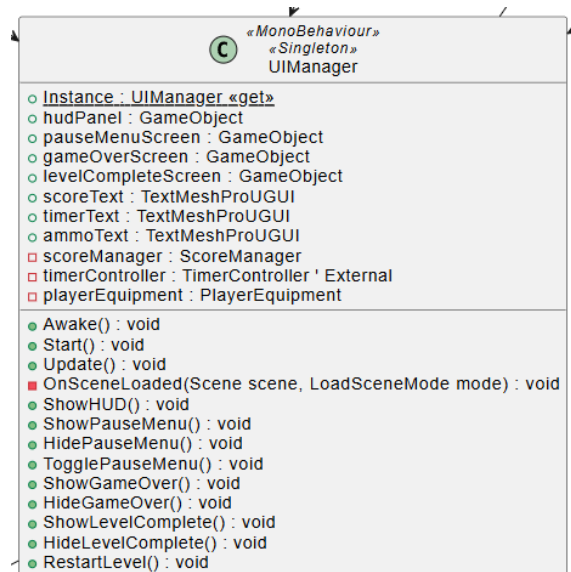 «MonoBehaviour»
«Singleton»
C
UIManager
Instance : UIManager «get»
hudPanel : GameObject
pauseMenuScreen : GameObject
gameOverScreen : GameObject
levelCompleteScreen : GameObject
scoreText : TextMeshProUGUI
timerText : TextMeshProUGUI
ammoText : TextMeshProUGUI
scoreManager : ScoreManager
timerController : TimerController ' External
playerEquipment : PlayerEquipment
Awake() : void
Start() : void
Update() : void
OnSceneLoaded(Scene scene, LoadSceneMode mode) : void
ShowHUD() : void
ShowPauseMenu() : void
HidePauseMenu() : void
TogglePauseMenu() : void
ShowGameOver() : void
HideGameOver() : void
ShowLevelComplete() : void
HideLevelComplete() : void
RestartLevel() : void